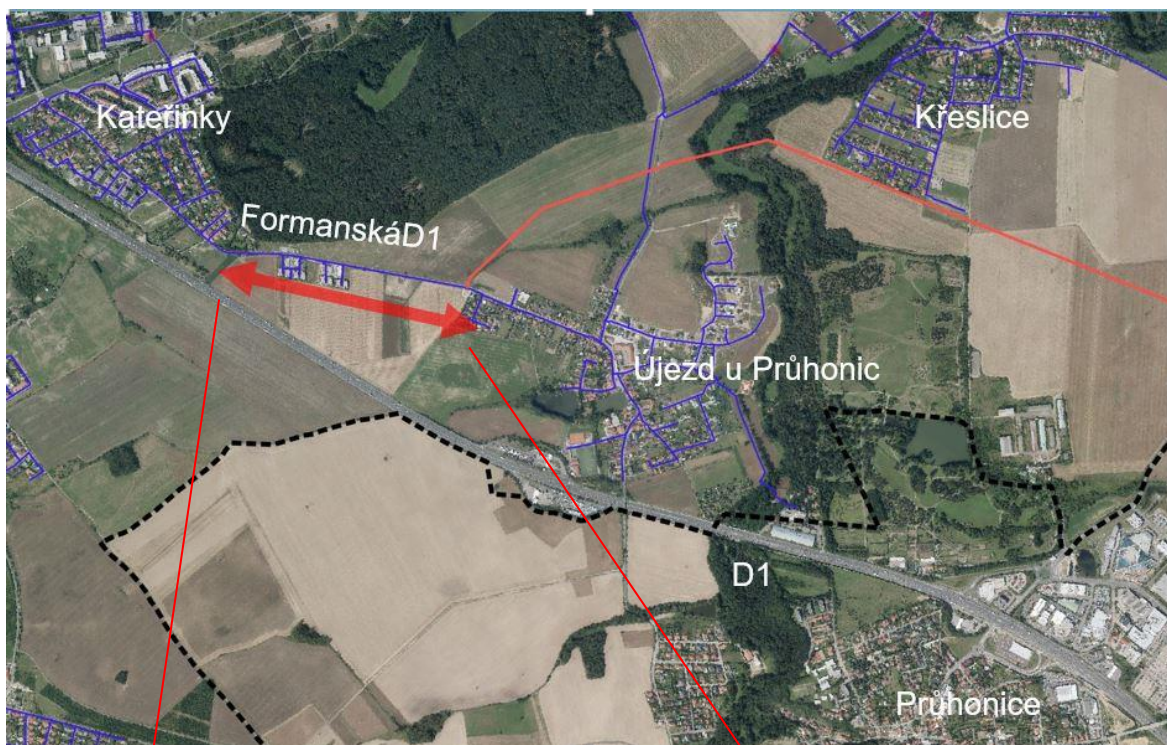 Kateřinky
Křeslice
FormanskáD1
Újezd u Průhonic
D1
Průhonice